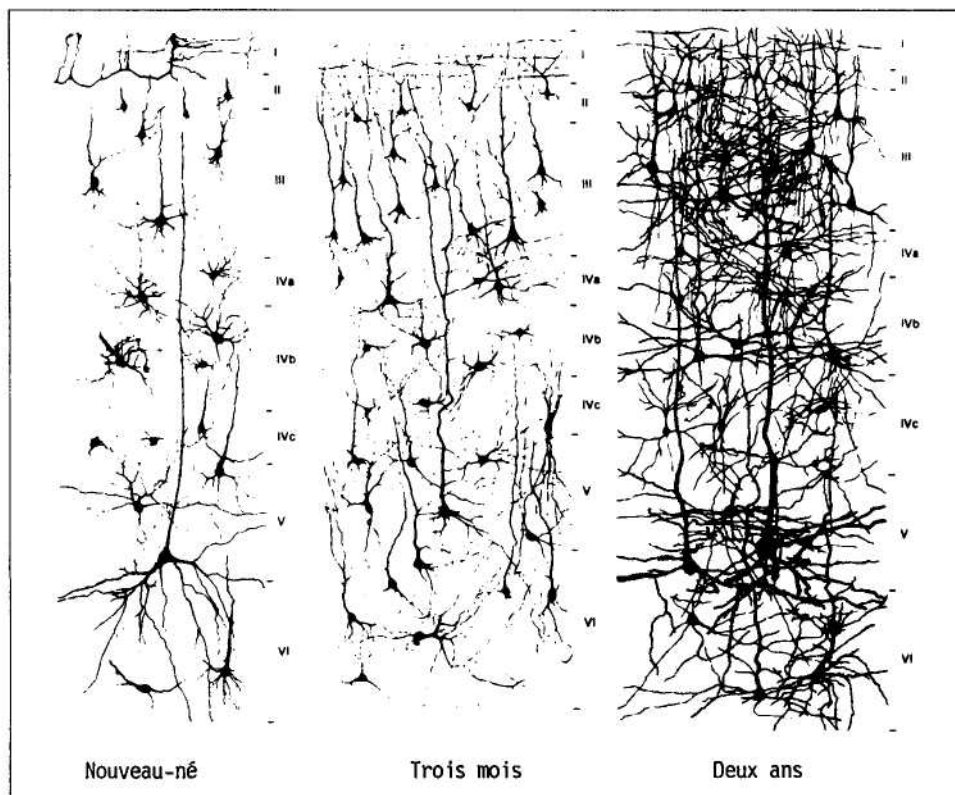 I
II
III
IVa
IVb
IVc
V
VI
I
II
III
IVa
IVb
IVc
V
VI
I
II
III
IVa
IVb
IVc
V
VI
Nouveau-né Trois mois Deux ans